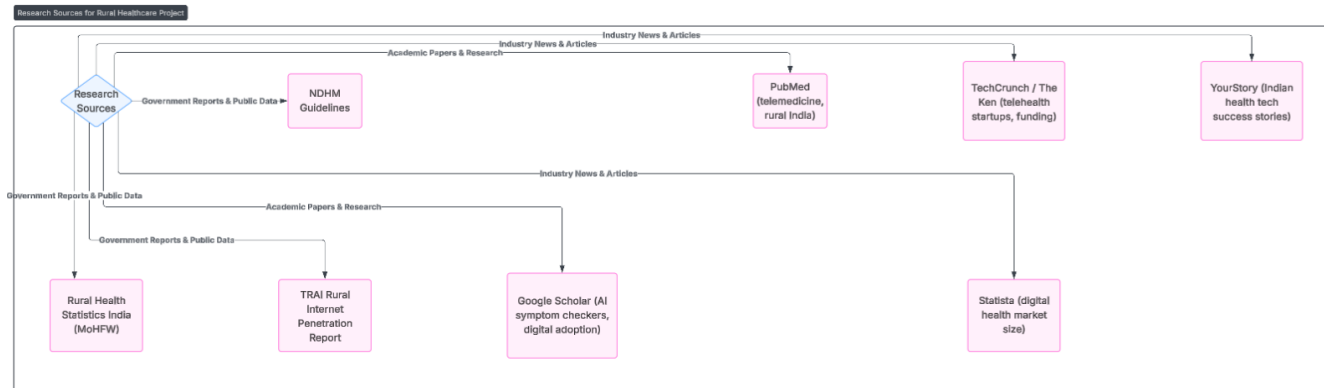 Research Sources for Rural Healthcare Project
Industry News & Articles
Industry News & Articles
Academic Papers & Research
Research
Sources
Government Reports & Public Data
NDHM
Guidelines
PubMed
(telemedicine,
rural India)
TechCrunch / The
Ken (telehealth
startups, funding)
YourStory (Indian
health tech
success stories)
Industry News & Articles
Government Reports & Public Data
Academic Papers & Research
Government Reports & Public Data
Rural Health
Statistics India
(MoHFW)
TRAI Rural
Internet
Penetration
Report
Google Scholar (AI
symptom checkers,
digital adoption)
Statista (digital
health market
size)